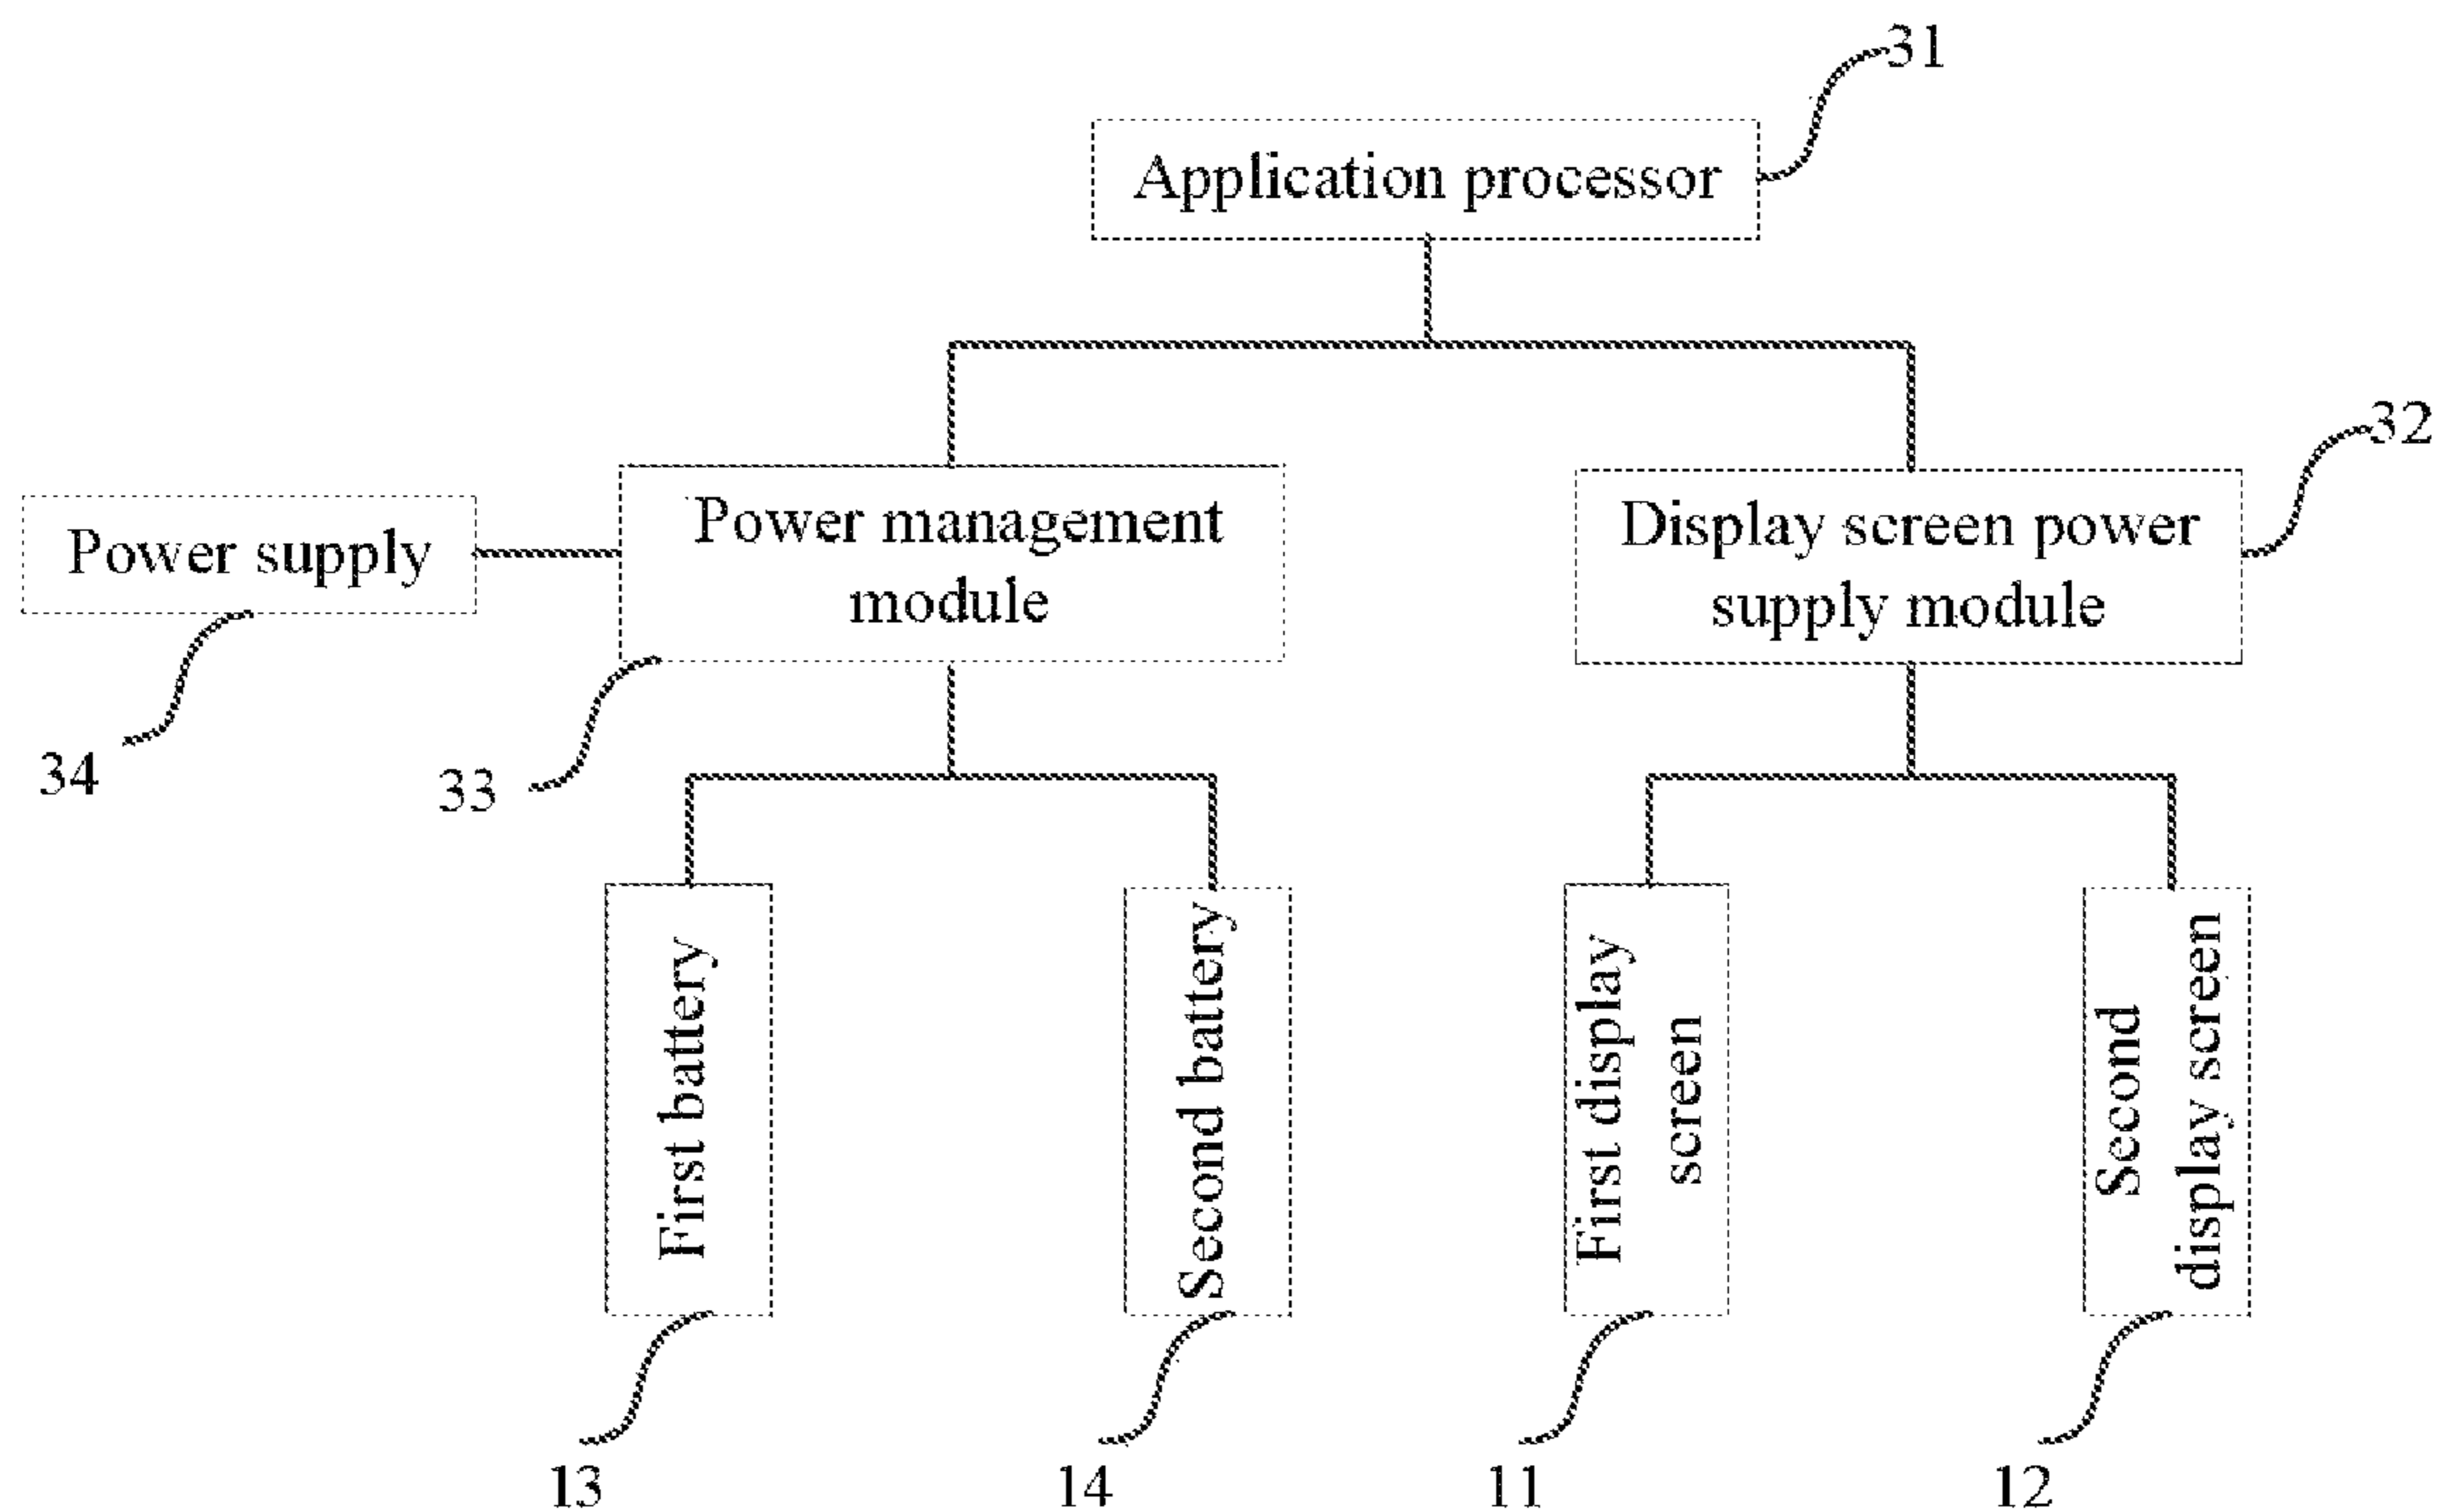 31
Application processor
32
Power supply
Power management
module
Display screen power
supply module
34
33
First battery
Second battery
First display
screen
Second
display screen
13
14
11
12